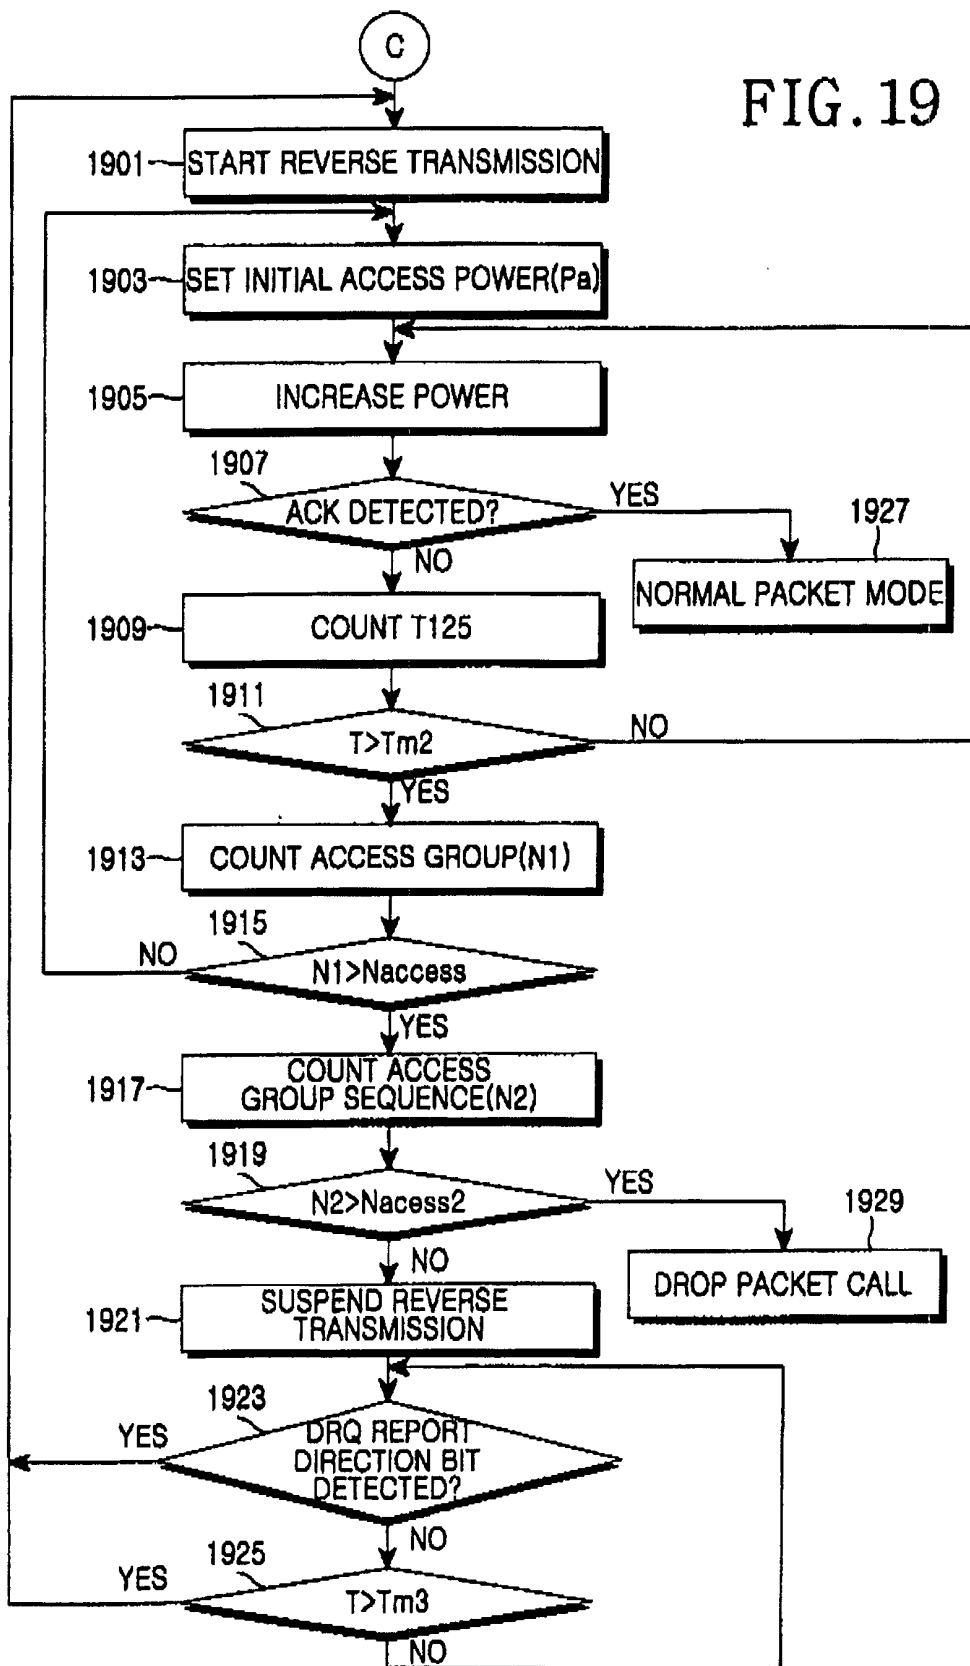 C
FIG. 19
1901
START REVERSE TRANSMISSION
1903
SET INITIAL ACCESS POWER(Pa)
1905
INCREASE POWER
1907
ACK DETECTED?
YES
1927
NO
NORMAL PACKET MODE
1909
COUNT T125
1911
NO
T>Tm2
YES
1913
COUNT ACCESS GROUP(N1)
1915
NO
N1>Naccess
YES
1917
COUNT ACCESS
GROUP SEQUENCE(N2)
1919
YES
N2>Nacess2
1929
NO
DROP PACKET CALL
1921
SUSPEND REVERSE
TRANSMISSION
1923
YES
DRQ REPORT
DIRECTION BIT
DETECTED?
NO
1925
YES
T>Tm3
NO